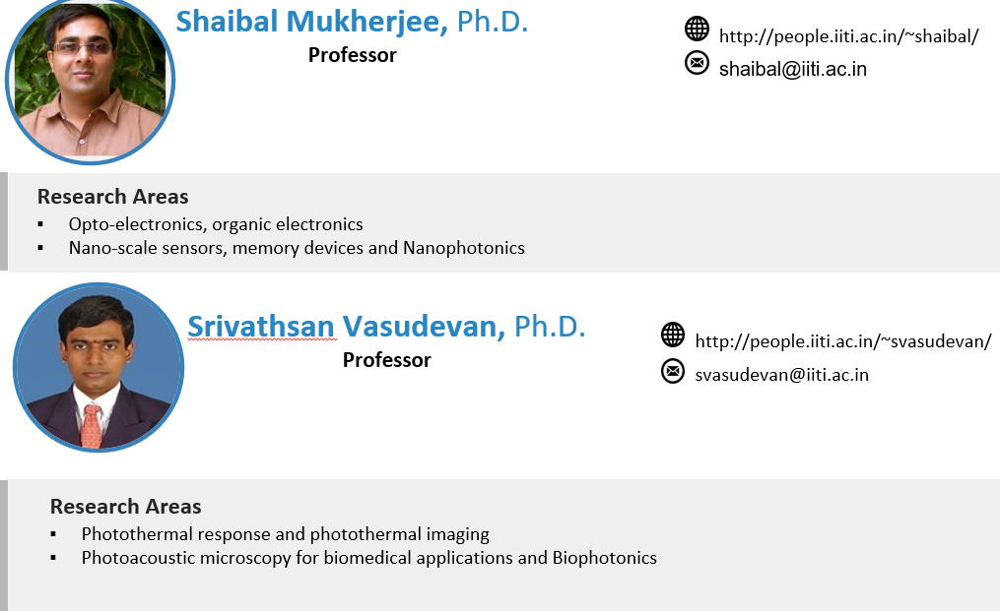 Shaibal Mukherjee, Ph.D.
Professor
http://people.iiti.ac.in/~shaibal/
shaibal@iiti.ac.in
Research Areas
▪ Opto-electronics, organic electronics
▪ Nano-scale sensors, memory devices and Nanophotonics
Srivathsan Vasudevan, Ph.D.
Professor
http://people.iiti.ac.in/~svasudevan/
svasudevan@iiti.ac.in
Research Areas
▪ Photothermal response and photothermal imaging
▪ Photoacoustic microscopy for biomedical applications and Biophotonics